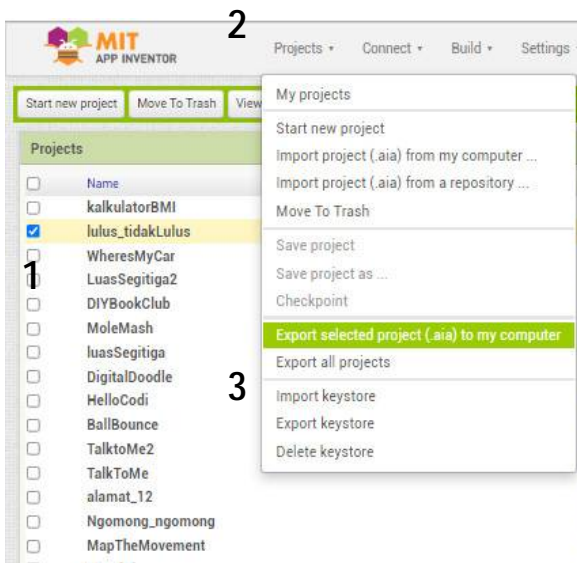 2
MIT
APP INVENTOR
Projects Connect Build Settings
Start new project Move To Trash View
Projects
Name
kalkulatorBMI
lulus_tidakLulus
WheresMyCar
1
LuasSegitiga2
DIYBookClub
MoleMash
luasSegitiga
DigitalDoodle
HelloCodi
BallBounce
TalktoMe2
TalkToMe
alamat_12
Ngomong_ngomong
MapTheMovement
My projects
Start new project
Import project (.aia) from my computer ...
Import project (.aia) from a repository ...
Move To Trash
Save project
Save project as ...
Checkpoint
Export selected project (.aia) to my computer
Export all projects
3
Import keystore
Export keystore
Delete keystore